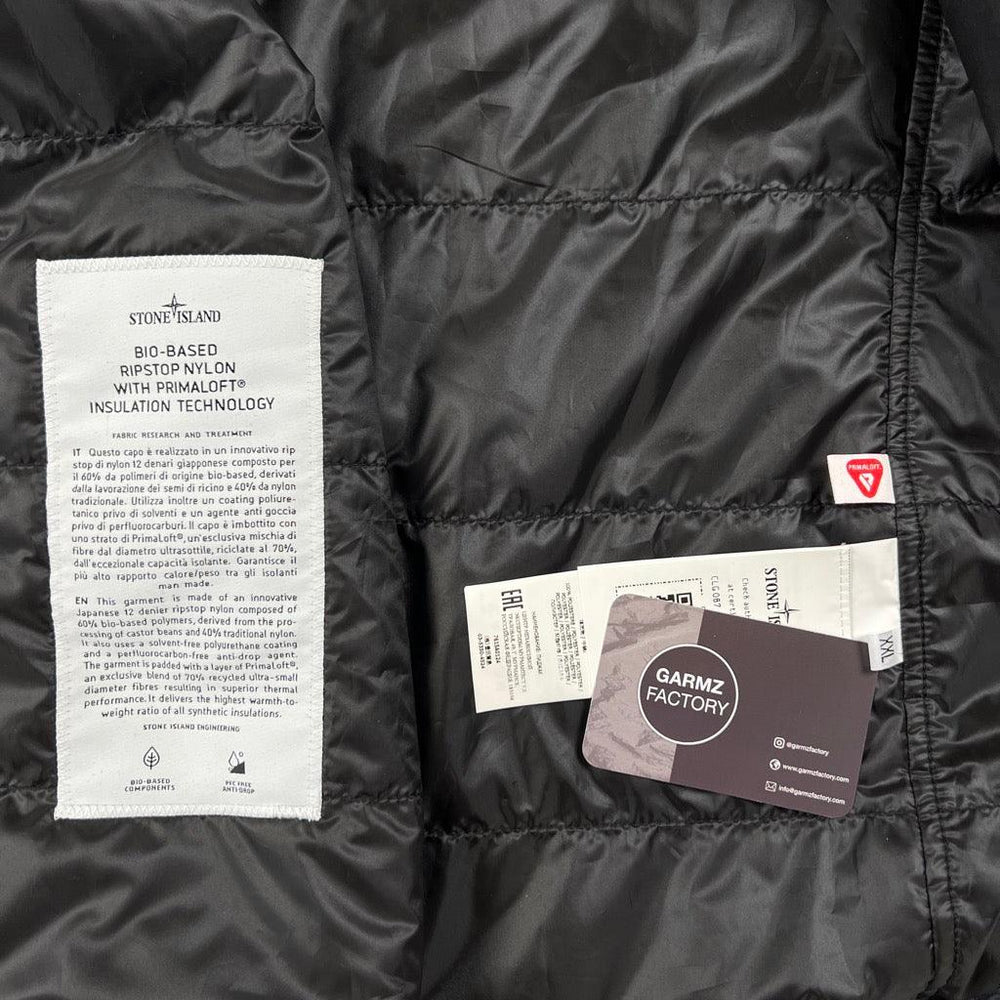 STONE ISLAND
BIO-BASED
RIPSTOP NYLON
WITH PRIMALOFT®
INSULATION TECHNOLOGY
FABRIC RESEARCH AND TREATMENT
IT Questo capo è realizzato in un innovativo rip
stop di nylon 12 denari giapponese composto per
il 60% da polimeri di origine bio-based, derivati
dalla lavorazione dei semi di ricino e 40% da nylon
tradizionale. Utilizza inoltre un coating poliure-
tanico privo di solventi e un agente anti goccia
privo di perfluorocarburi. Il capo è imbottito con
uno strato di PrimaLoft®, un'esclusiva mischia di
fibre dal diametro ultrasottile, riciclate al 70%,
dall'eccezionale capacità isolante. Garantisce il
più alto rapporto calore/peso tra gli isolanti
man made.
EN This garment is made of an innovative
Japanese 12 denier ripstop nylon composed of
60% bio-based polymers, derived from the pro-
cessing of castor beans and 40% traditional nylon.
It also uses a solvent-free polyurethane coating
and a perfluorocarbon-free anti-drop agent.
The garment is padded with a layer of PrimaLoft®,
an exclusive blend of 70% recycled ultra-small
diameter fibres resulting in superior thermal
performance. It delivers the highest warmth-to-
weight ratio of all synthetic insulations.
STONE ISLAND ENGINEERING
BIO-BASED
COMPONENTS
PFC FREE
ANTI DROP
PRIMALOFT
EAC
STONE
Check auth
at cert
CLG 087
XXL
GARMZ
FACTORY
@garmzfactory
www.garmzfactory.com
info@garmzfactory.com